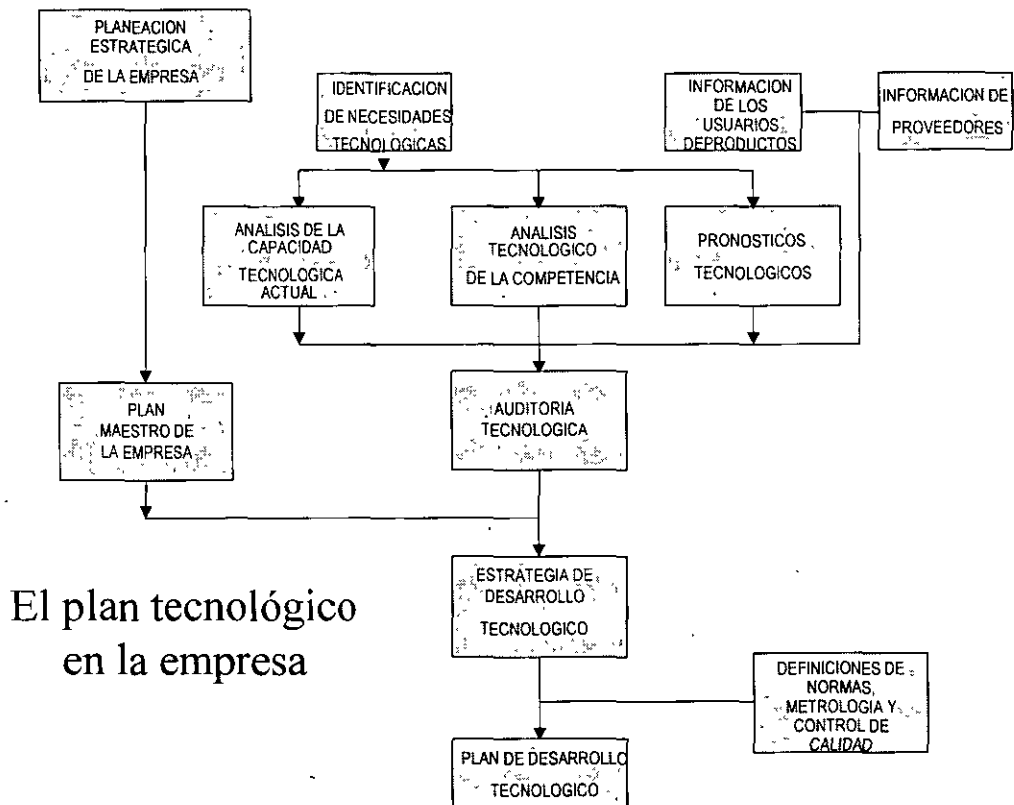 PLANEACION
ESTRATEGICA
DE LA EMPRESA
IDENTIFICACION
DE NECESIDADES
TECNOLOGICAS
INFORMACION
DE LOS
USUARIOS
DEPRODUCTOS
INFORMACION DE
PROVEEDORES
ANALISIS DE LA
CAPACIDAD
TECNOLOGICA
ACTUAL
ANALISIS
TECNOLOGICO
DE LA COMPETENCIA
PRONOSTICOS
TECNOLOGICOS
PLAN
MAESTRO DE
LA EMPRESA
AUDITORIA
TECNOLOGICA
ESTRATEGIA DE
DESARROLLO
TECNOLOGICO
El plan tecnológico
en la empresa
DEFINICIONES DE
NORMAS,
METROLOGIA Y
CONTROL DE
CALIDAD
PLAN DE DESARROLLO
TECNOLOGICO